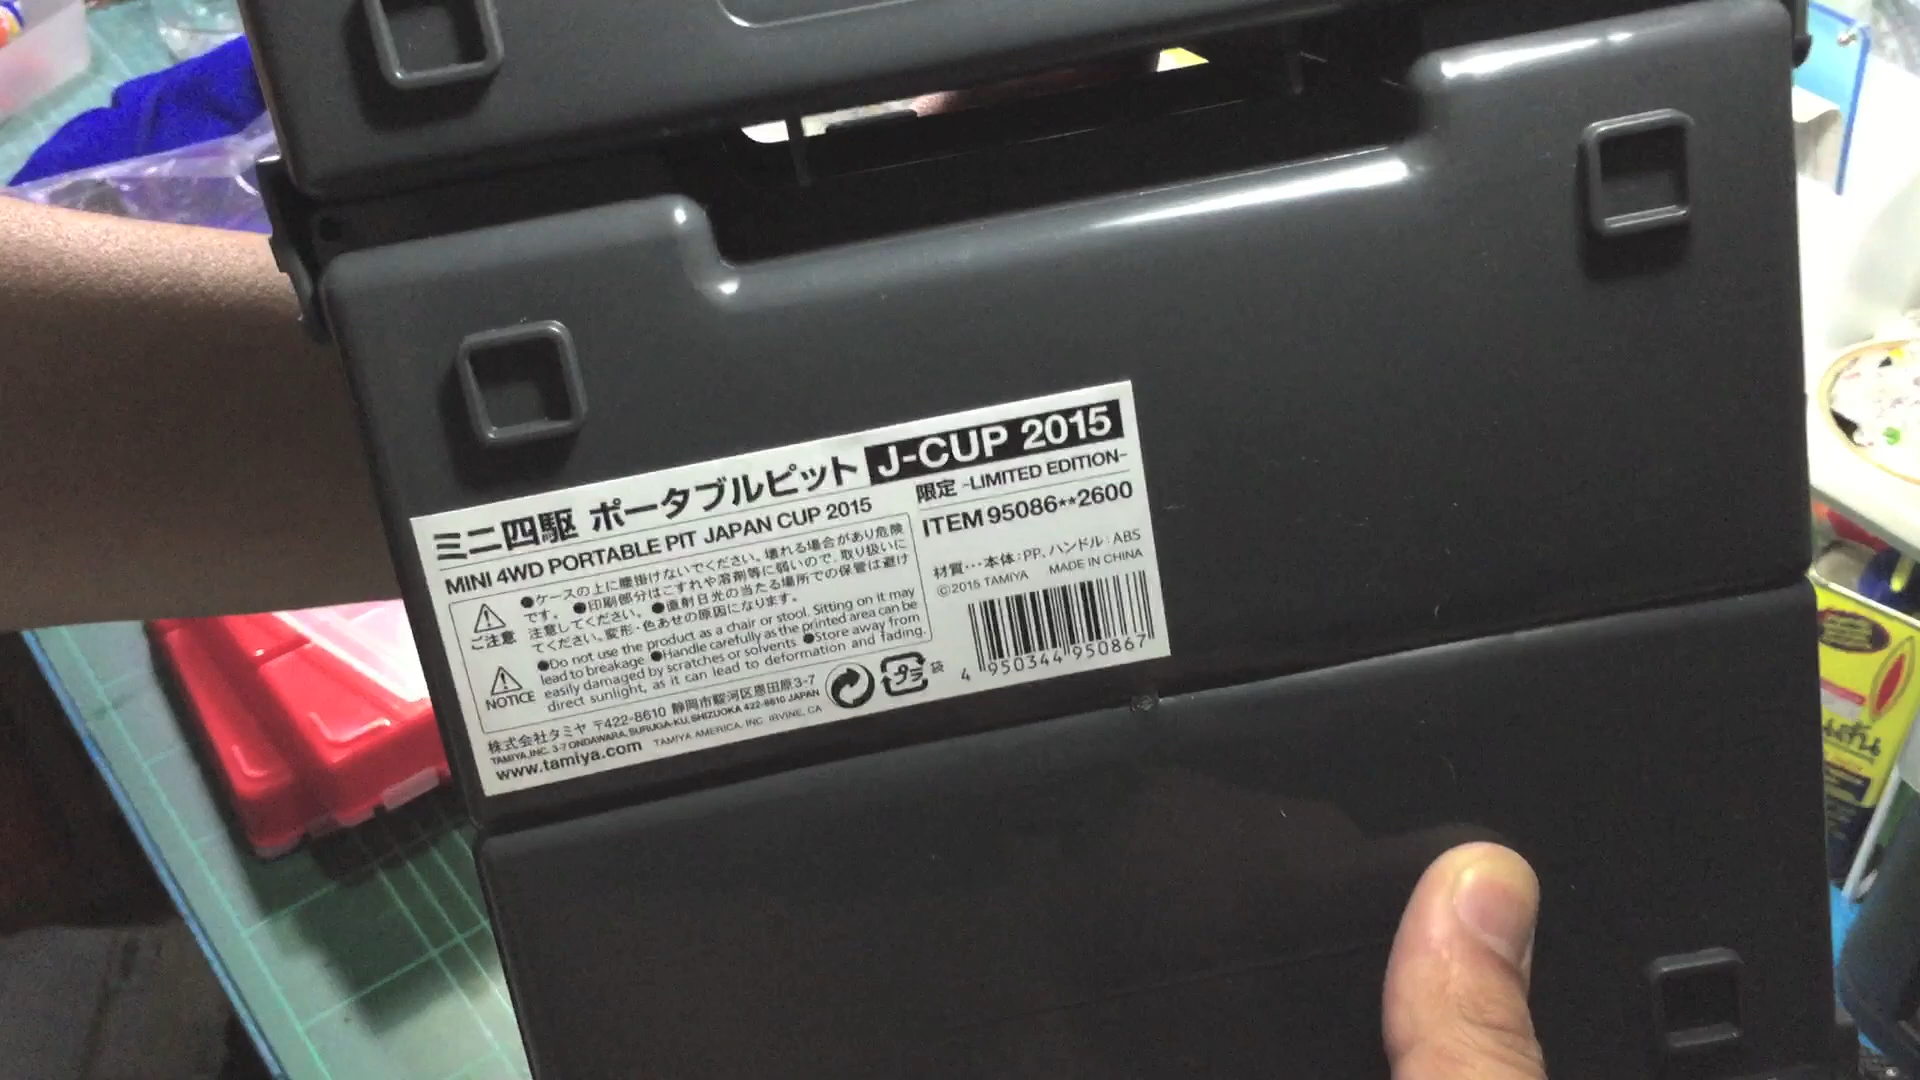 ミニ四駆 ポータブルピット J-CUP 2015
MINI 4WD PORTABLE PIT JAPAN CUP 2015
限定 -LIMITED EDITION-
ITEM 95086**2600
ご注意
●ケースの上に腰掛けないでください。壊れる場合があり危険
です。●印刷部分はこすれや溶剤等に弱いので、取り扱いに
注意してください。●直射日光の当たる場所での保管は避け
てください。変形・色あせの原因になります。
NOTICE
●Do not use the product as a chair or stool. Sitting on it may
lead to breakage ●Handle carefully as the printed area can be
easily damaged by scratches or solvents ●Store away from
direct sunlight, as it can lead to deformation and fading.
材質…本体:PP、ハンドル:ABS
©2015 TAMIYA MADE IN CHINA
4 950344 950867
プラ 袋
株式会社タミヤ 〒422-8610 静岡市駿河区恩田原3-7
TAMIYA,INC. 3-7 ONDAWARA, SURUGA-KU, SHIZUOKA 422-8610 JAPAN
www.tamiya.com TAMIYA AMERICA, INC. IRVINE, CA